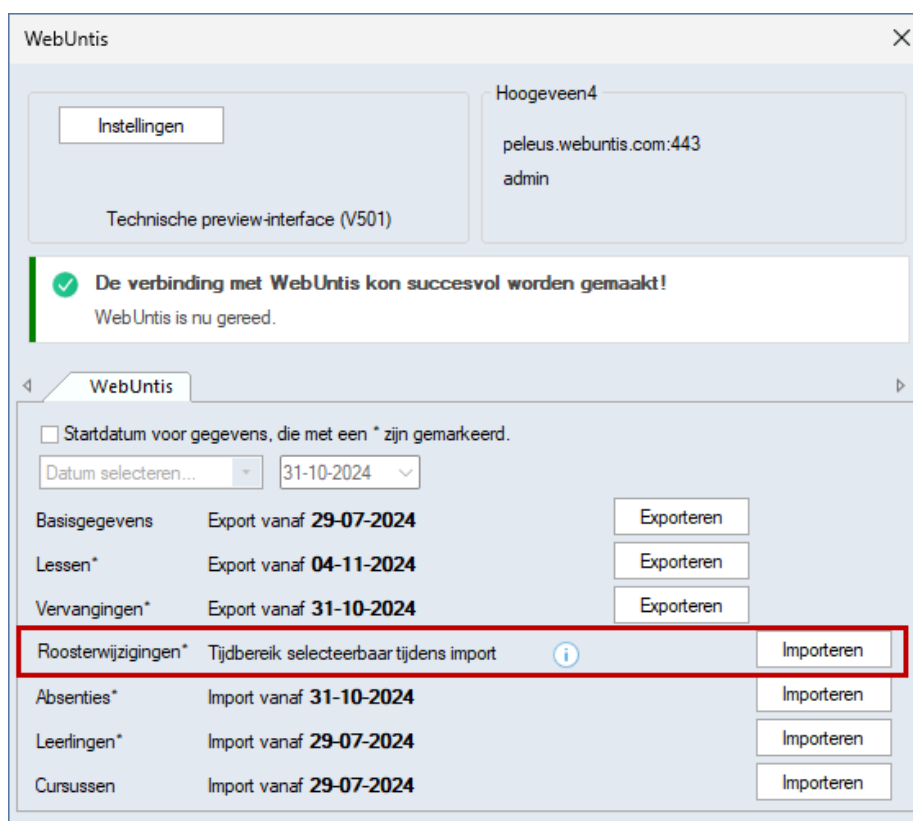 WebUntis
Instellingen
Technische preview-interface (V501)
Hoogeveen4
peleus.webuntis.com:443
admin
De verbinding met WebUntis kon succesvol worden gemaakt!
WebUntis is nu gereed.
WebUntis
Startdatum voor gegevens, die met een * zijn gemarkeerd.
Datum selecteren... 31-10-2024
Basisgegevens Export vanaf 29-07-2024 Exporteren
Lessen* Export vanaf 04-11-2024 Exporteren
Vervangingen* Export vanaf 31-10-2024 Exporteren
Roosterwijzigingen* Tijdbereik selecteerbaar tijdens import i Importeren
Absenties* Import vanaf 31-10-2024 Importeren
Leerlingen* Import vanaf 29-07-2024 Importeren
Cursussen Import vanaf 29-07-2024 Importeren